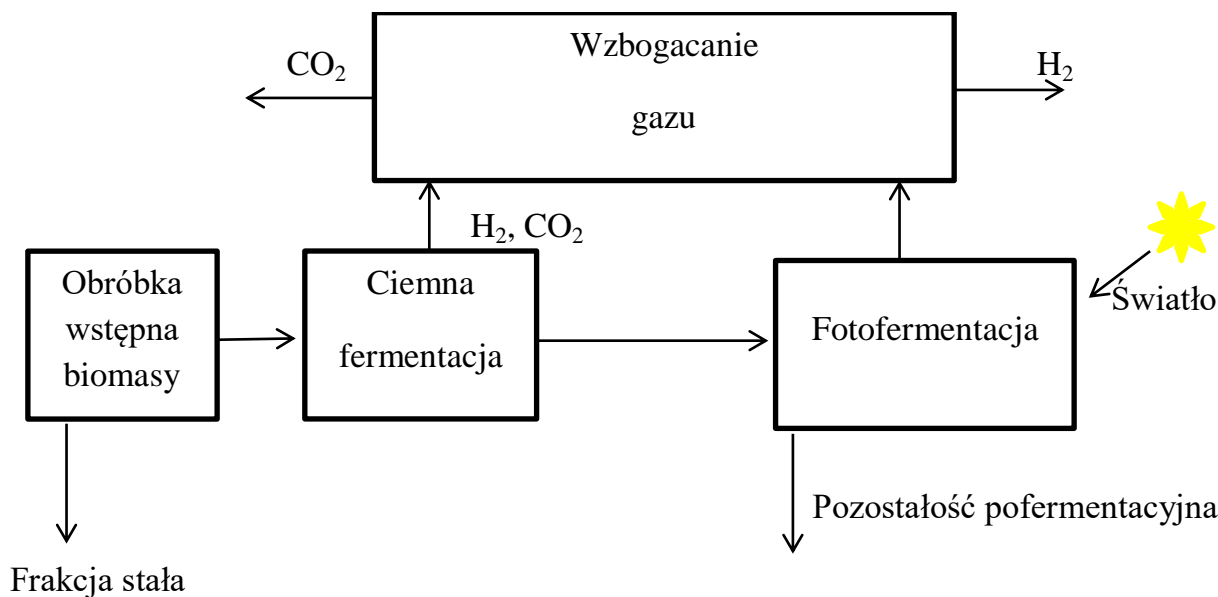 Wzbogacanie
gazu
CO₂
H₂
H₂, CO₂
Obróbka
wstępna
biomasy
Ciemna
fermentacja
Fotofermentacja
Światło
Pozostałość pofermentacyjna
Frakcja stała